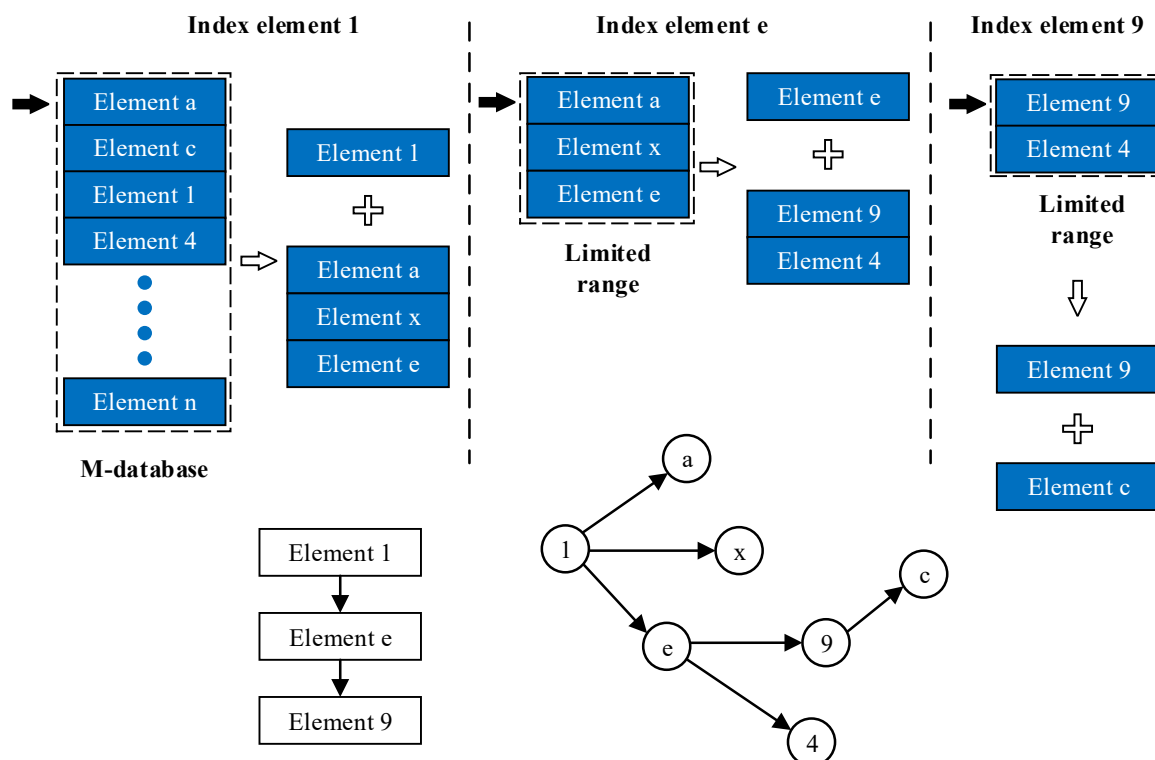 Index element 1
Element a
Element c
Element 1
Element 4
Element n
M-database
Element 1
Element a
Element x
Element e
Index element e
Element a
Element x
Element e
Limited
range
Element e
Element 9
Element 4
Index element 9
Element 9
Element 4
Limited
range
Element 9
Element c
Element 1
Element e
Element 9
a
1
x
c
e
9
4